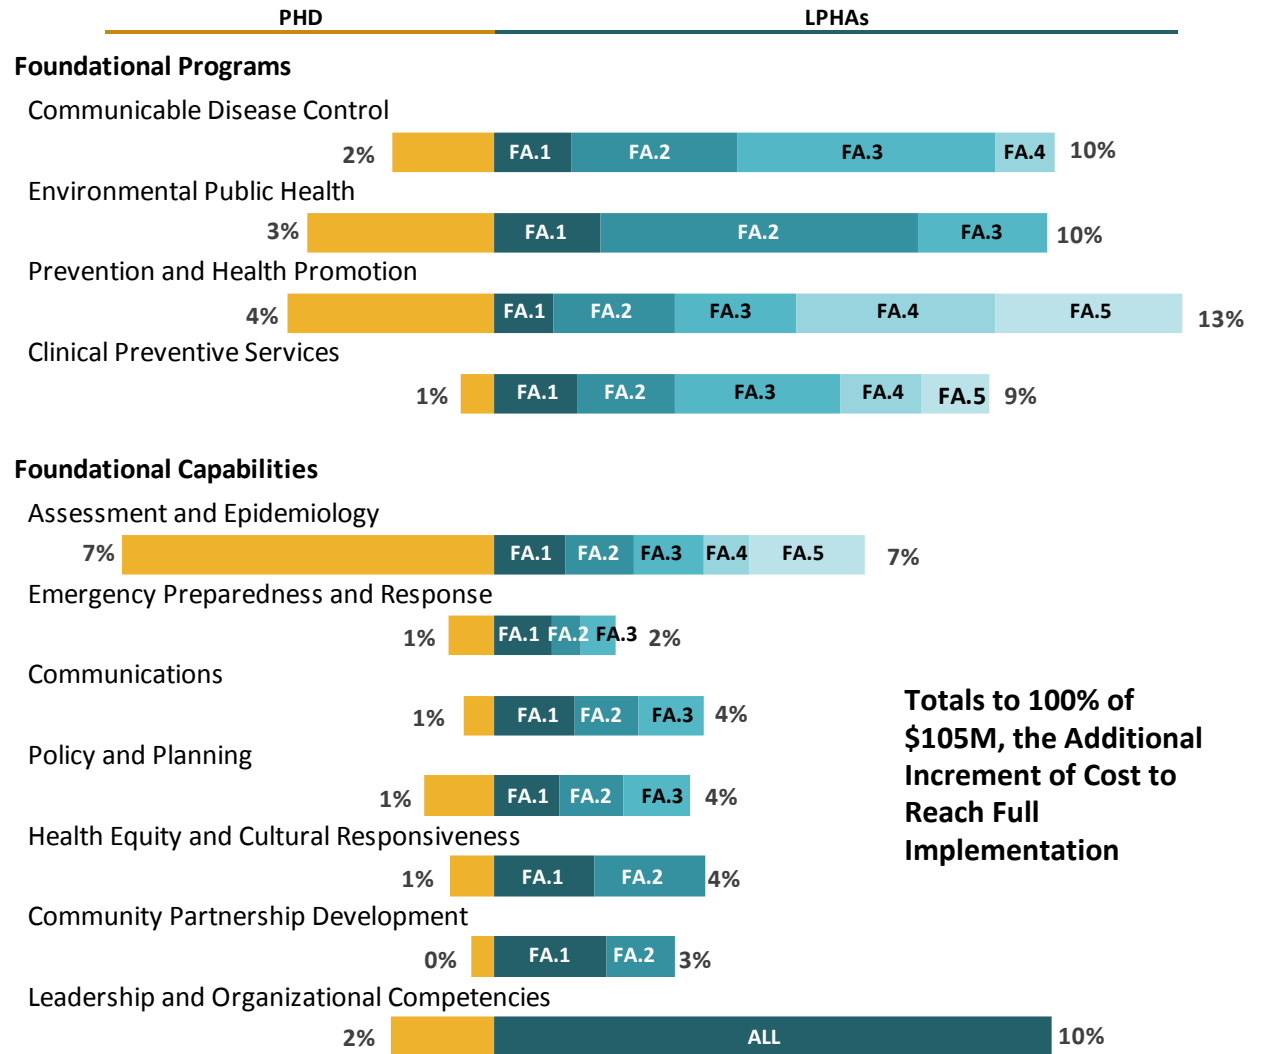 PHD LPHAs
Foundational Programs
Communicable Disease Control
2% FA.1 FA.2 FA.3 FA.4 10%
Environmental Public Health
3% FA.1 FA.2 FA.3 10%
Prevention and Health Promotion
4% FA.1 FA.2 FA.3 FA.4 FA.5 13%
Clinical Preventive Services
1% FA.1 FA.2 FA.3 FA.4 FA.5 9%
Foundational Capabilities
Assessment and Epidemiology
7% FA.1 FA.2 FA.3 FA.4 FA.5 7%
Emergency Preparedness and Response
1% FA.1 FA.2 FA.3 2%
Communications
1% FA.1 FA.2 FA.3 4%
Policy and Planning
1% FA.1 FA.2 FA.3 4%
Health Equity and Cultural Responsiveness
1% FA.1 FA.2 4%
Community Partnership Development
0% FA.1 FA.2 3%
Leadership and Organizational Competencies
2% ALL 10%
Totals to 100% of
$105M, the Additional
Increment of Cost to
Reach Full
Implementation